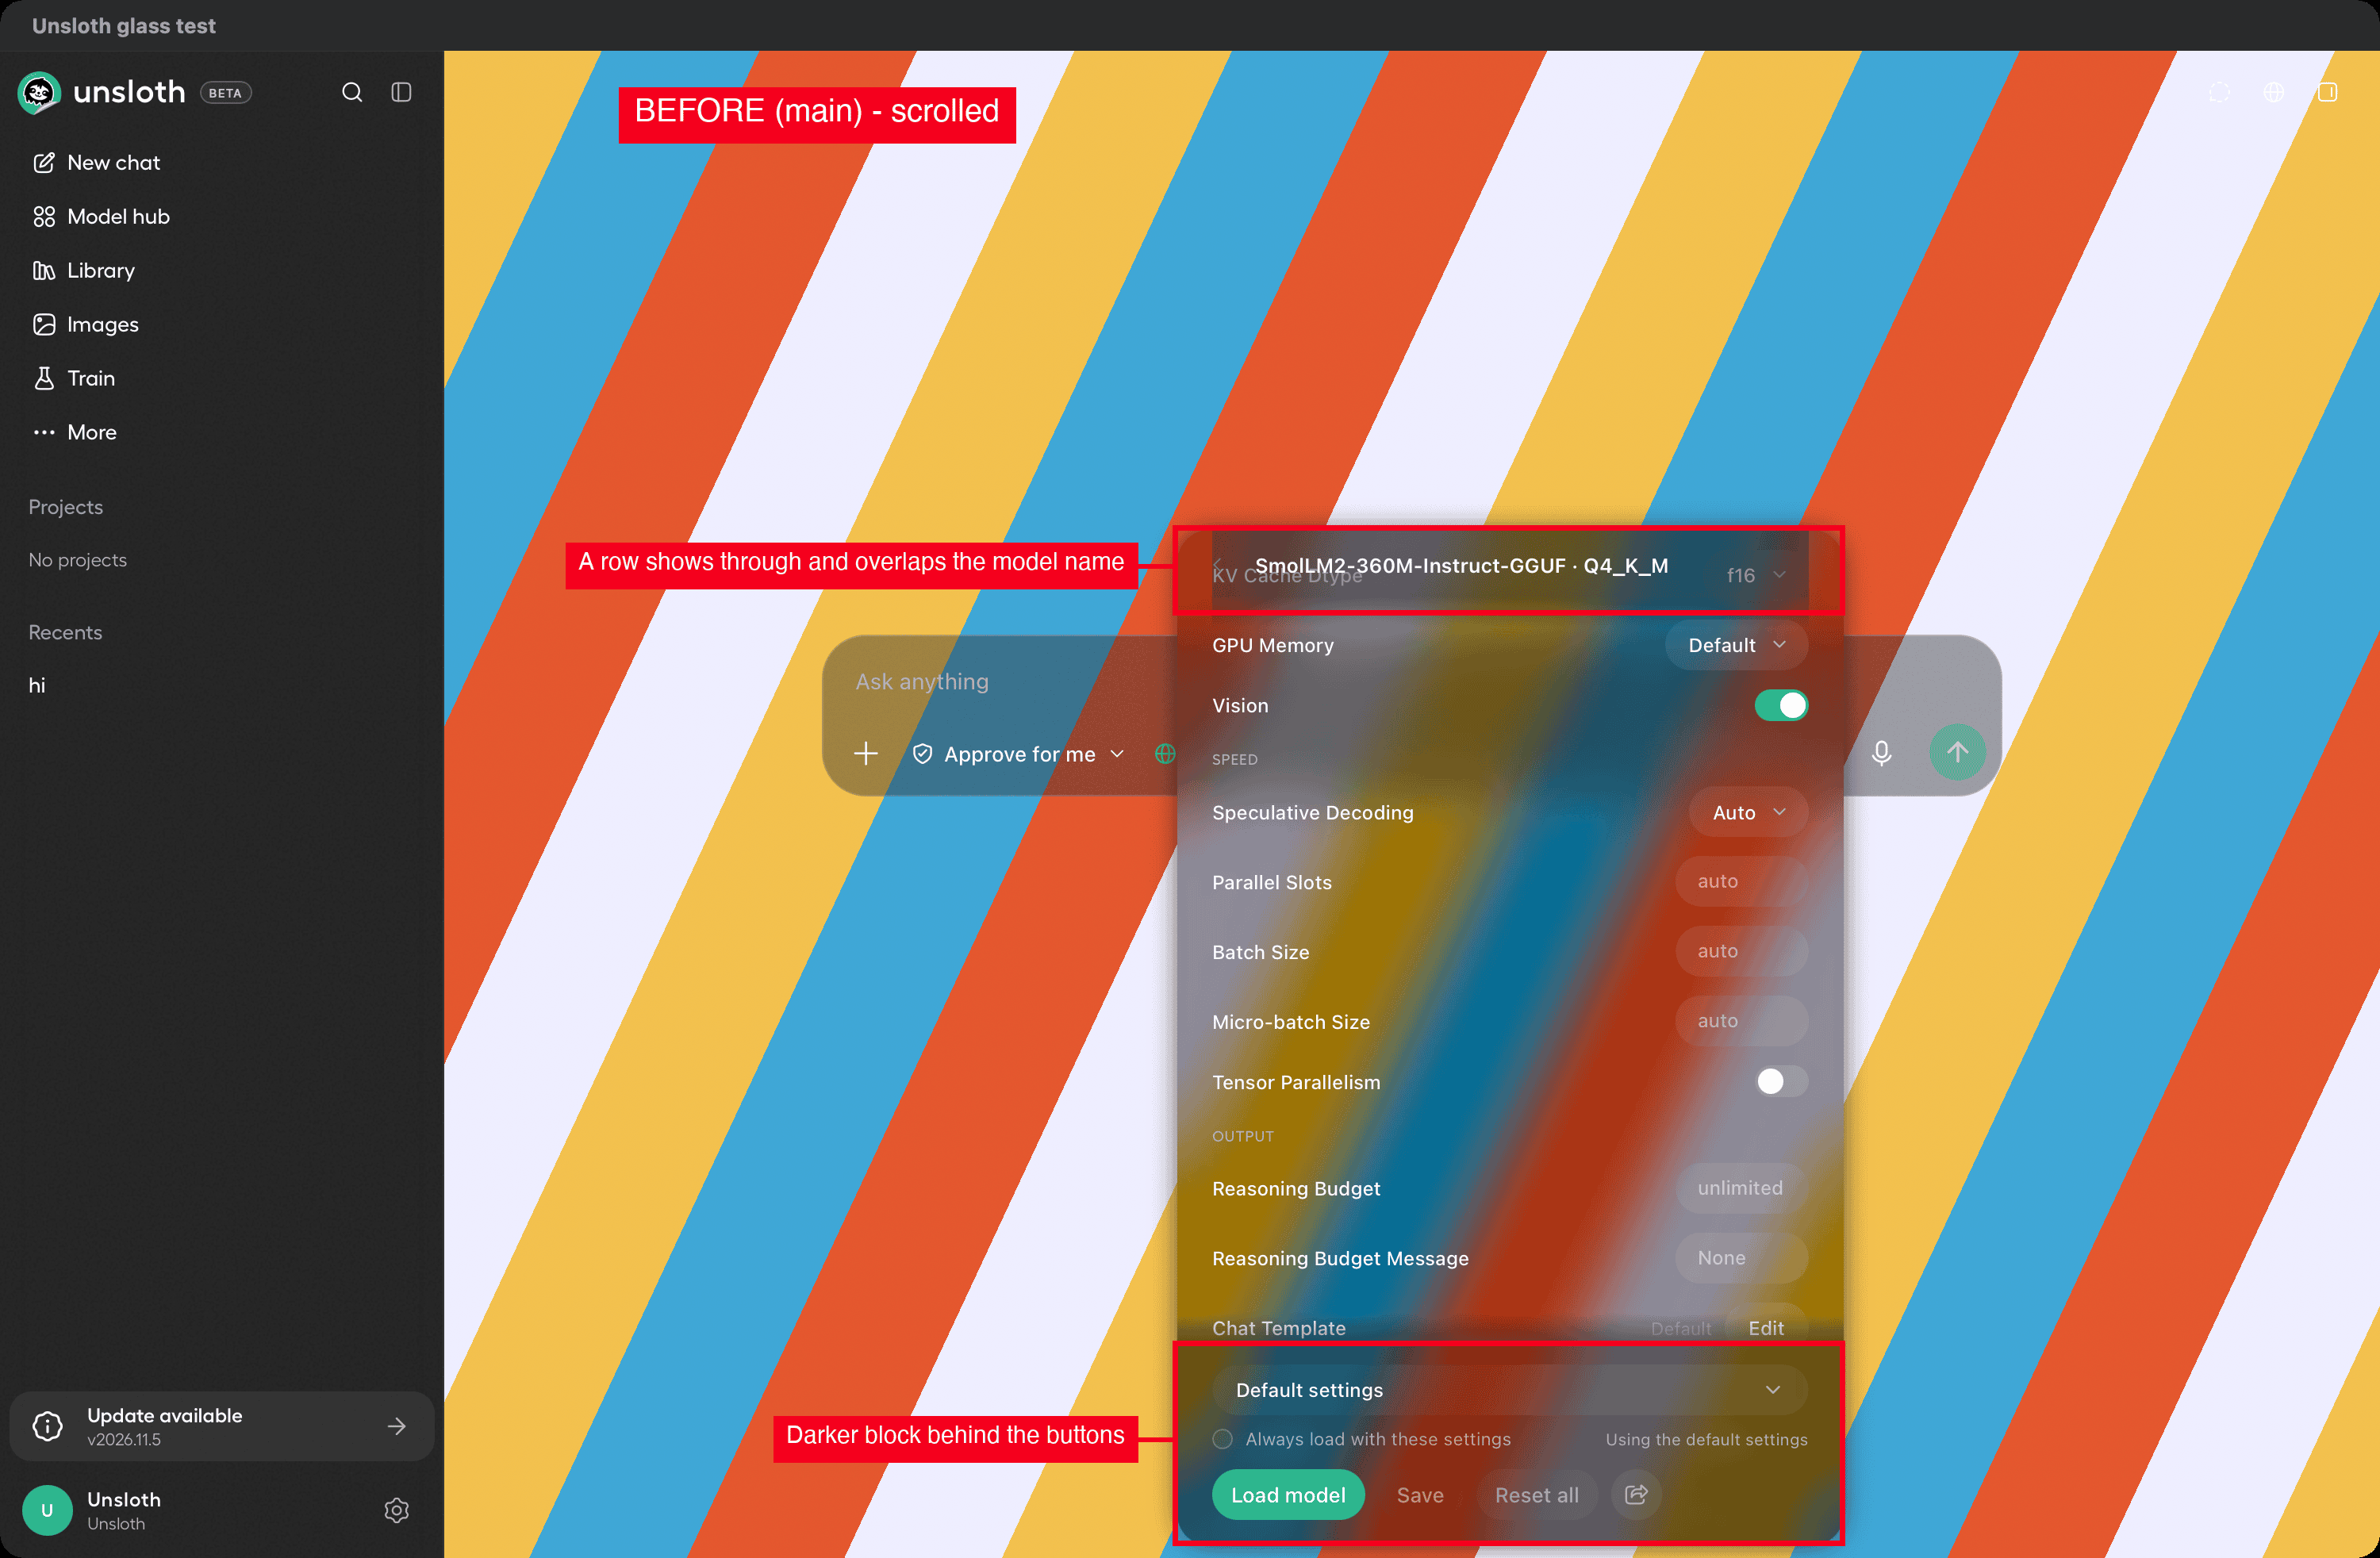 Unsloth glass test
unsloth BETA
New chat
Model hub
Library
Images
Train
More
Projects
No projects
Recents
hi
Update available
v2026.11.5
U
Unsloth
Unsloth
BEFORE (main) - scrolled
A row shows through and overlaps the model name
SmolLM2-360M-Instruct-GGUF · Q4_K_M
KV Cache Dtype f16
Ask anything
Approve for me
GPU Memory Default
Vision
SPEED
Speculative Decoding Auto
Parallel Slots auto
Batch Size auto
Micro-batch Size auto
Tensor Parallelism
OUTPUT
Reasoning Budget unlimited
Reasoning Budget Message None
Chat Template Default Edit
Default settings
Darker block behind the buttons
Always load with these settings Using the default settings
Load model Save Reset all